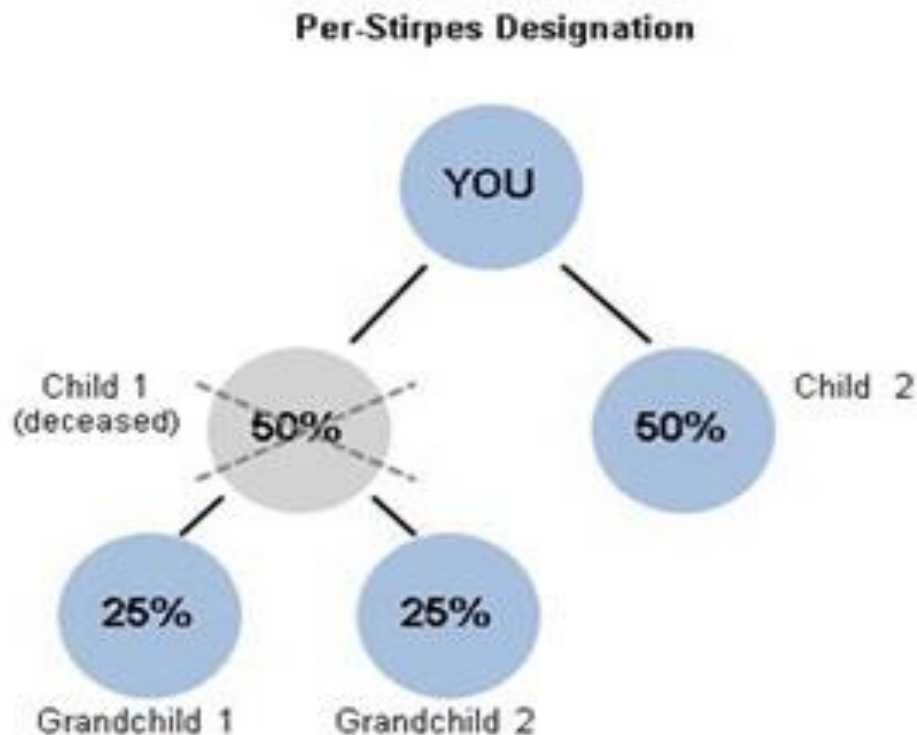 Per-Stirpes Designation
YOU
Child 1
(deceased)
50%
50%
Child 2
25%
25%
Grandchild 1
Grandchild 2